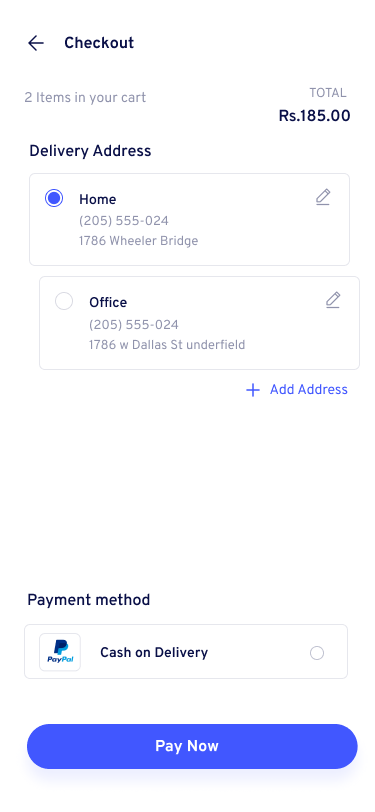 Checkout
2 Items in your cart
TOTAL
Rs.185.00
Delivery Address
Home
(205) 555-024
1786 Wheeler Bridge
Office
(205) 555-024
1786 w Dallas St underfield
Add Address
Payment method
PayPal
Cash on Delivery
Pay Now